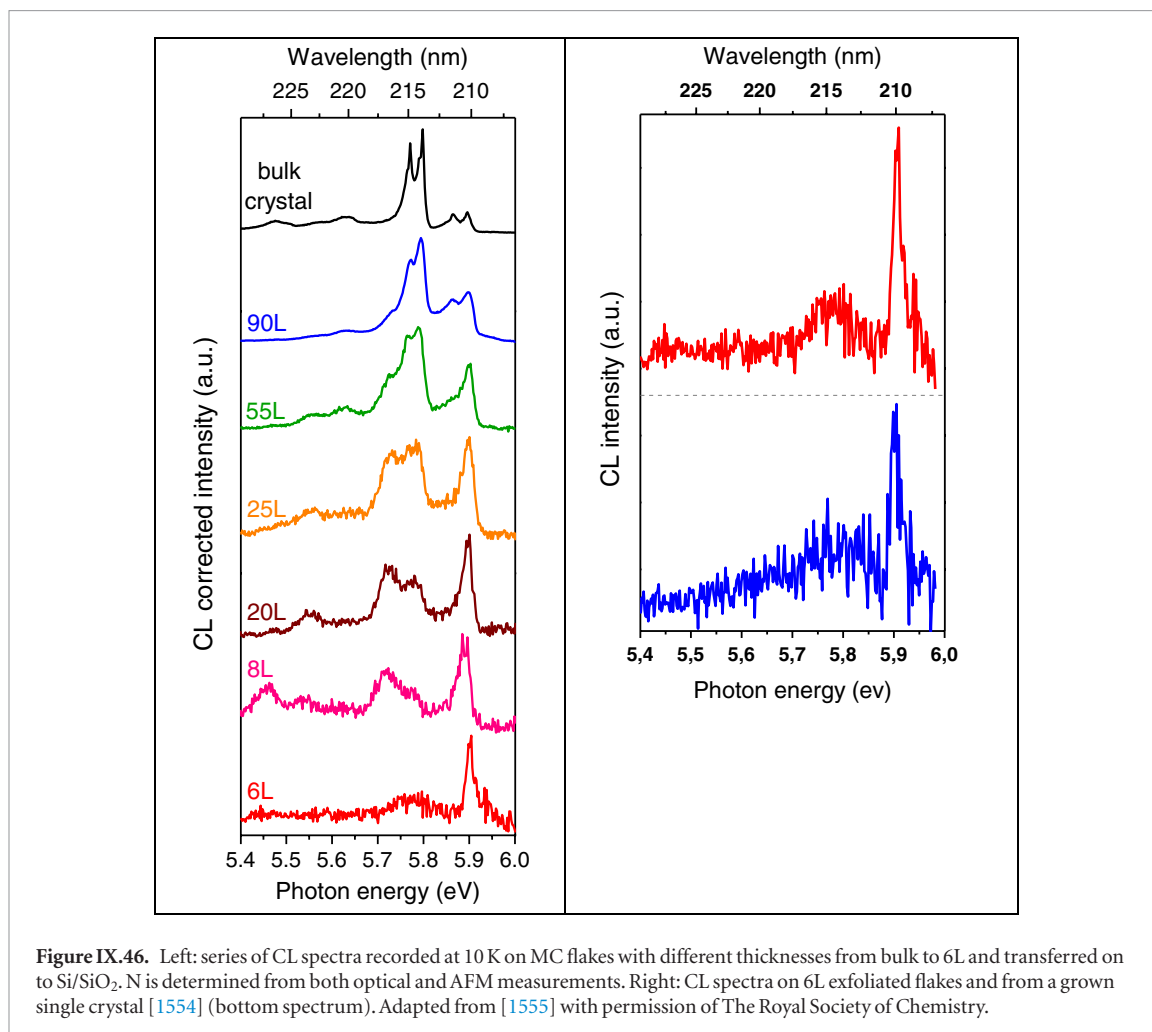 Wavelength (nm)
225 220 215 210
bulk
crystal
90L
55L
25L
20L
8L
6L
CL corrected intensity (a.u.)
5.4 5.5 5.6 5.7 5.8 5.9 6.0
Photon energy (eV)
Wavelength (nm)
225 220 215 210
CL intensity (a.u.)
5,4 5,5 5,6 5,7 5,8 5,9 6,0
Photon energy (ev)
Figure IX.46. Left: series of CL spectra recorded at 10 K on MC flakes with different thicknesses from bulk to 6L and transferred on
to Si/SiO₂. N is determined from both optical and AFM measurements. Right: CL spectra on 6L exfoliated flakes and from a grown
single crystal [1554] (bottom spectrum). Adapted from [1555] with permission of The Royal Society of Chemistry.